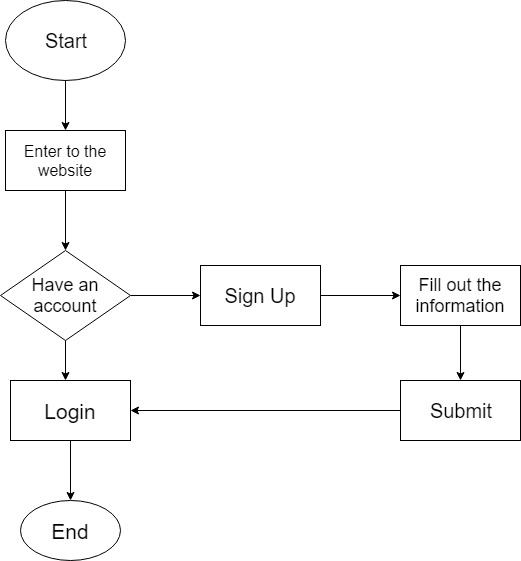 Start
Enter to the
website
Have an
account
Sign Up
Fill out the
information
Login
Submit
End